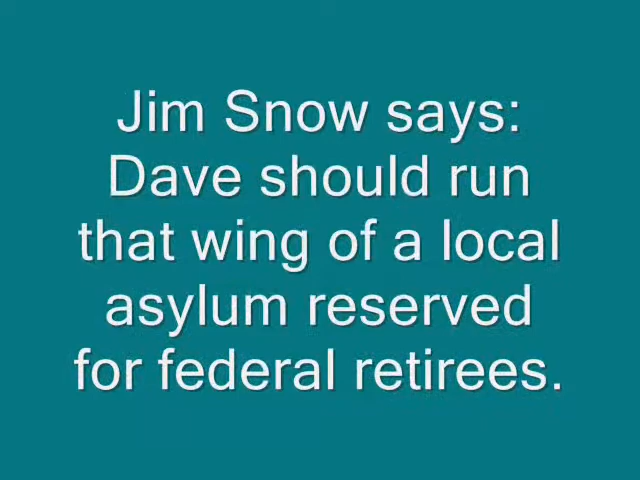 Jim Snow says:
Dave should run
that wing of a local
asylum reserved
for federal retirees.